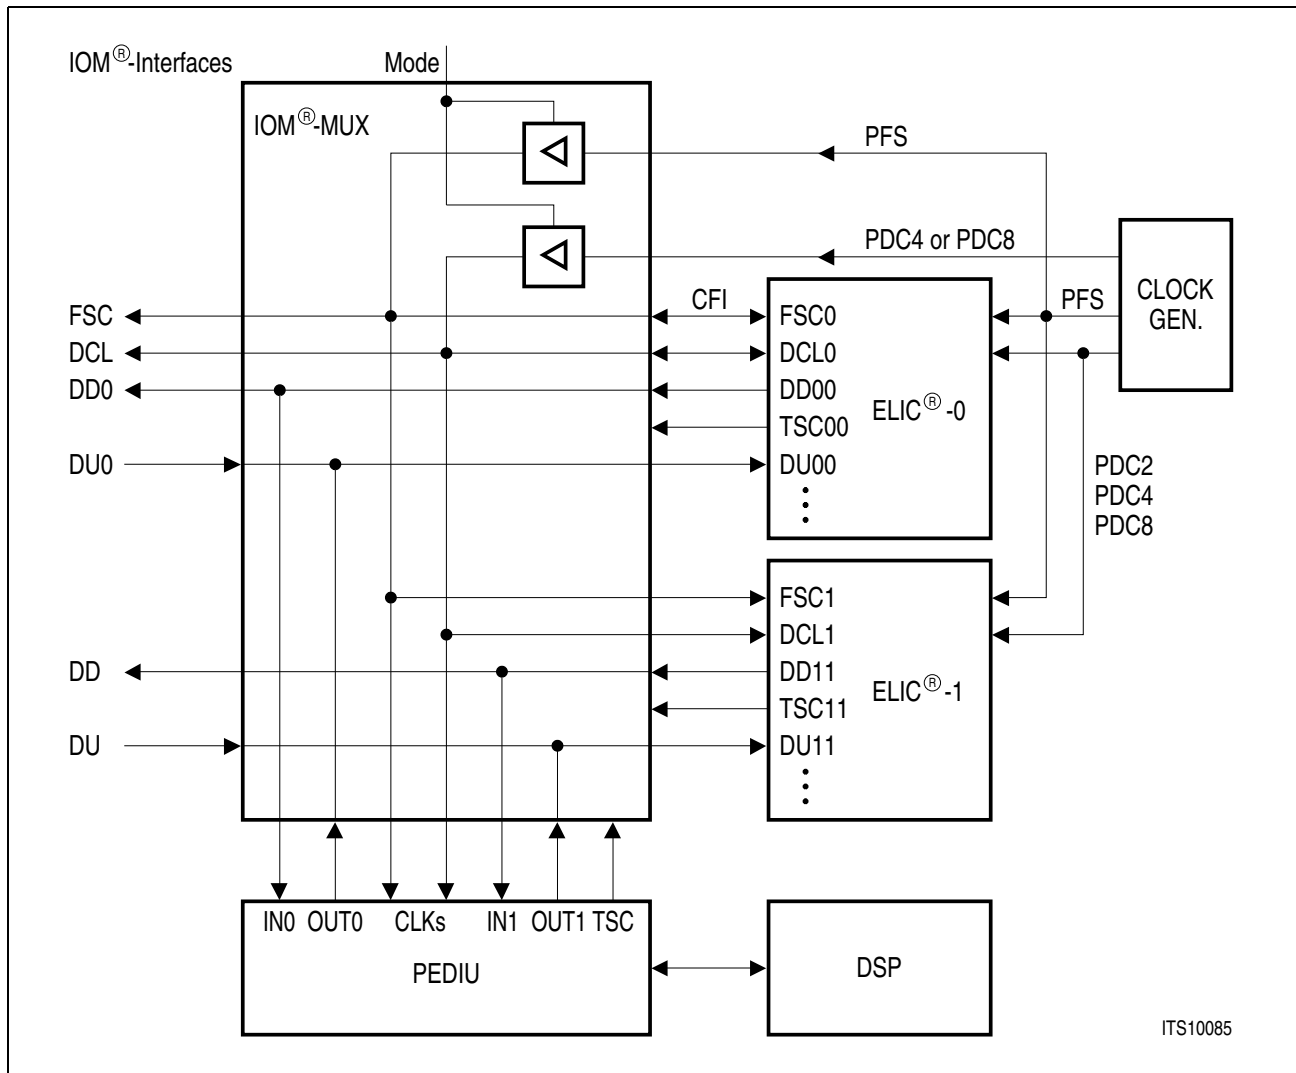 IOM®-Interfaces
Mode
IOM®-MUX
PFS
PDC4 or PDC8
CLOCK
GEN.
CFI
PFS
FSC
DCL
DD0
DU0
FSC0
DCL0
DD00
TSC00
DU00
ELIC®-0
PDC2
PDC4
PDC8
FSC1
DCL1
DD11
TSC11
DU11
ELIC®-1
DD
DU
IN0 OUT0 CLKs IN1 OUT1 TSC
PEDIU
DSP
ITS10085